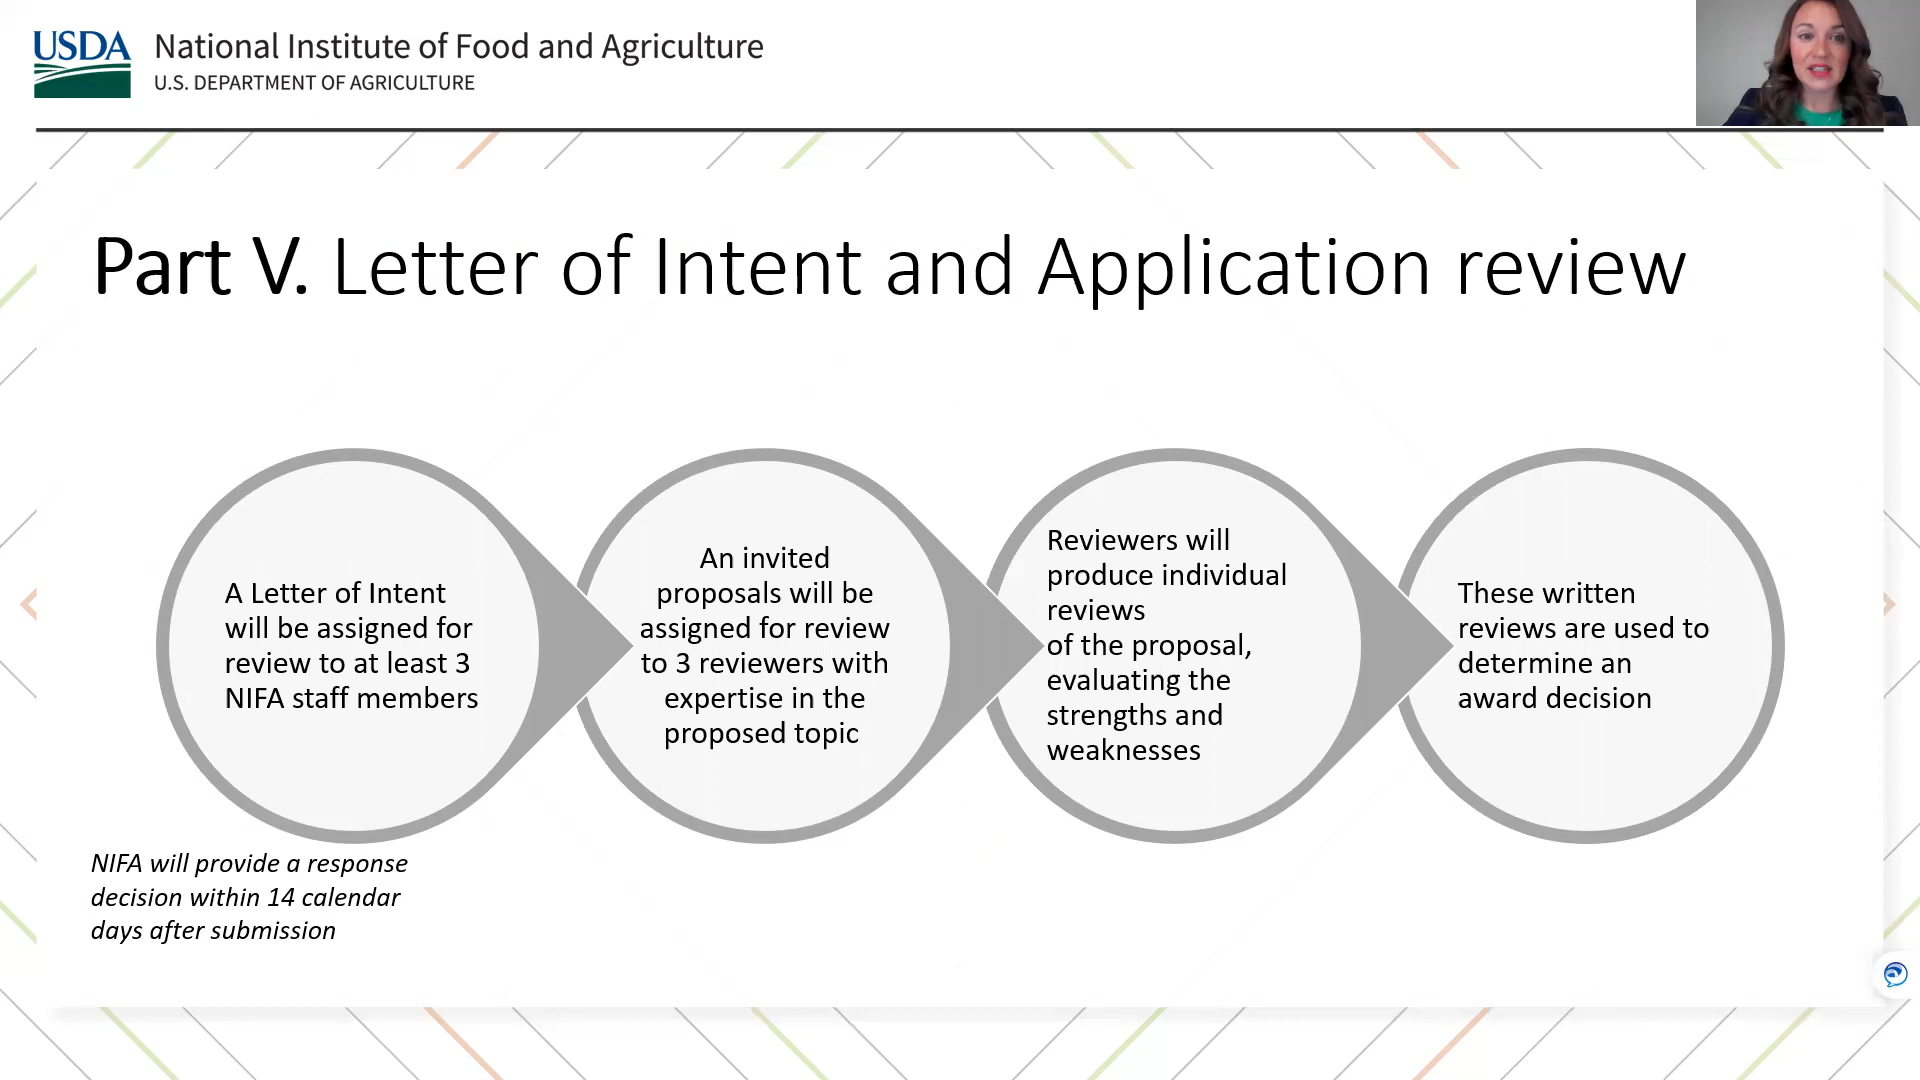 USDA
National Institute of Food and Agriculture
U.S. DEPARTMENT OF AGRICULTURE
Part V. Letter of Intent and Application review
A Letter of Intent
will be assigned for
review to at least 3
NIFA staff members
An invited
proposals will be
assigned for review
to 3 reviewers with
expertise in the
proposed topic
Reviewers will
produce individual
reviews
of the proposal,
evaluating the
strengths and
weaknesses
These written
reviews are used to
determine an
award decision
NIFA will provide a response
decision within 14 calendar
days after submission